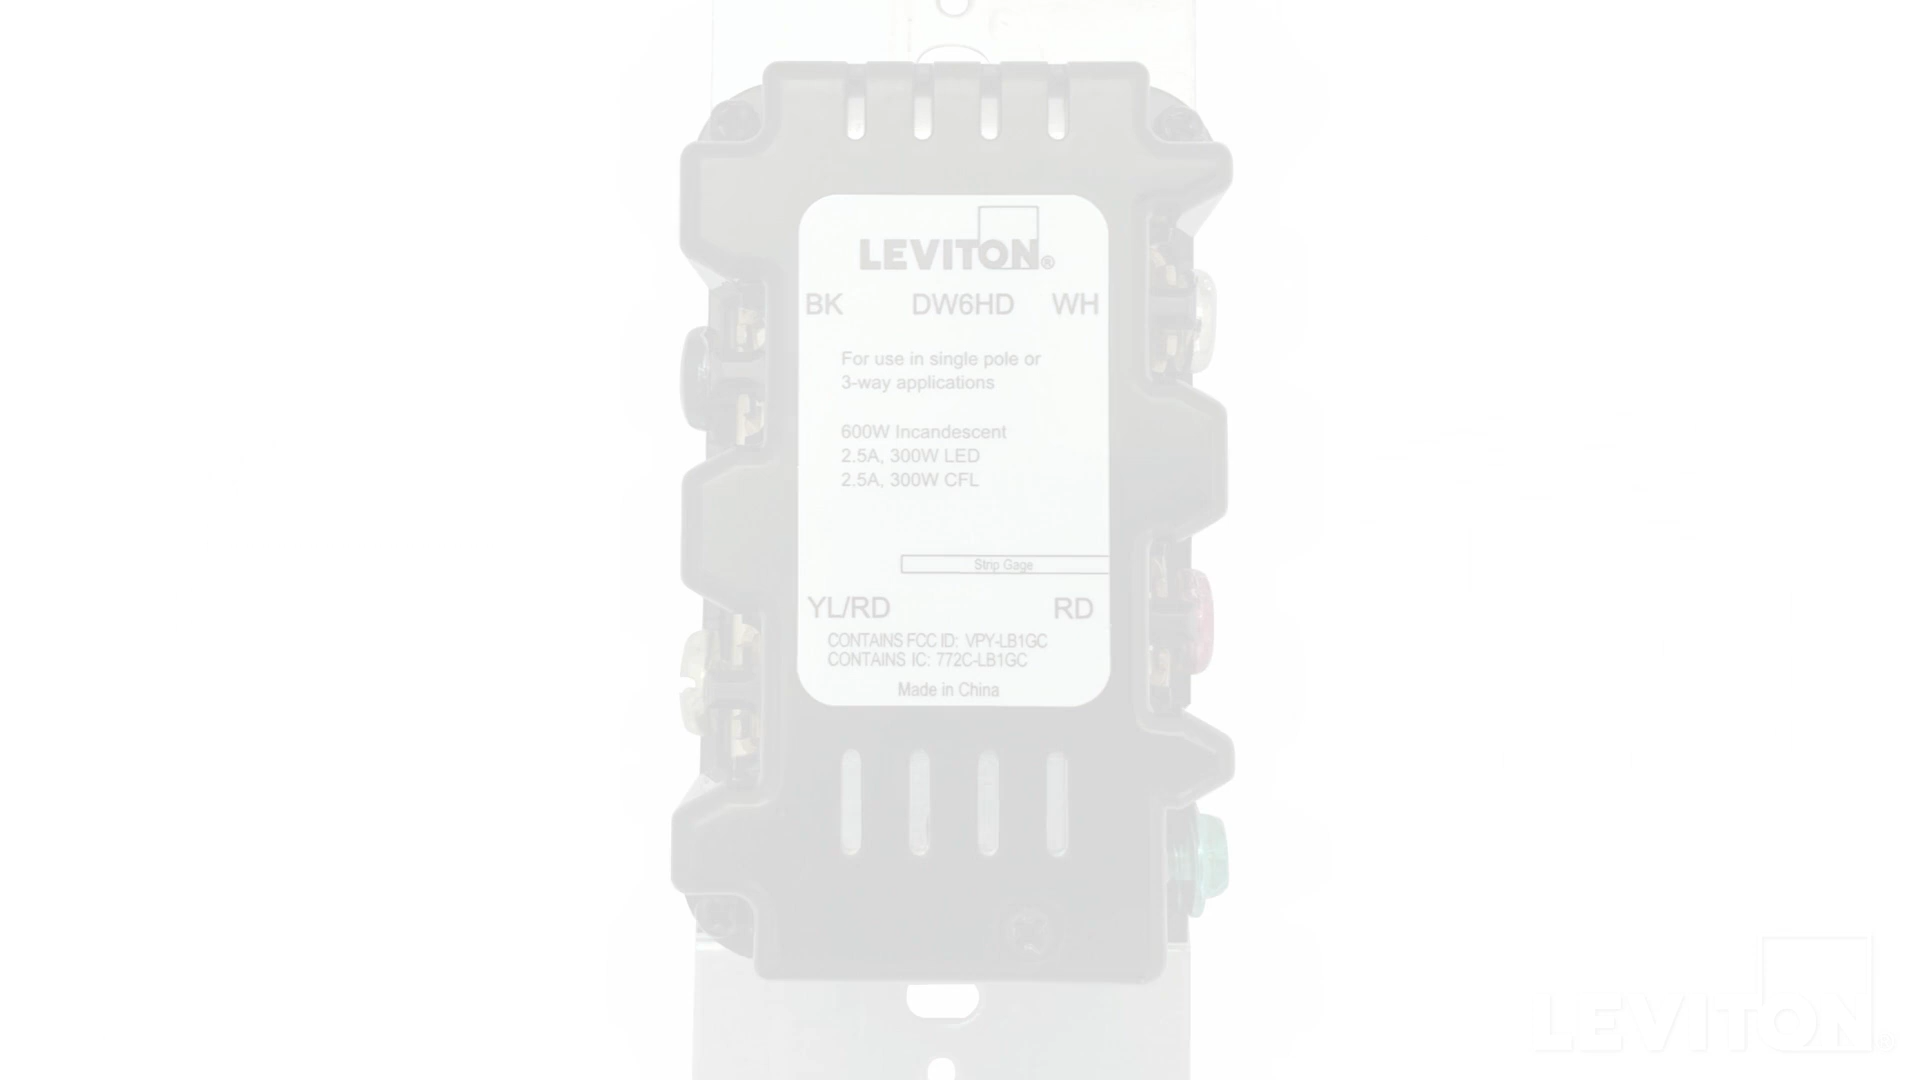 LEVITON®
BK DW6HD WH
For use in single pole or
3-way applications
600W Incandescent
2.5A, 300W LED
2.5A, 300W CFL
Strip Gage
YL/RD RD
CONTAINS FCC ID: VPY-LB1GC
CONTAINS IC: 772C-LB1GC
Made in China
LEVITON®